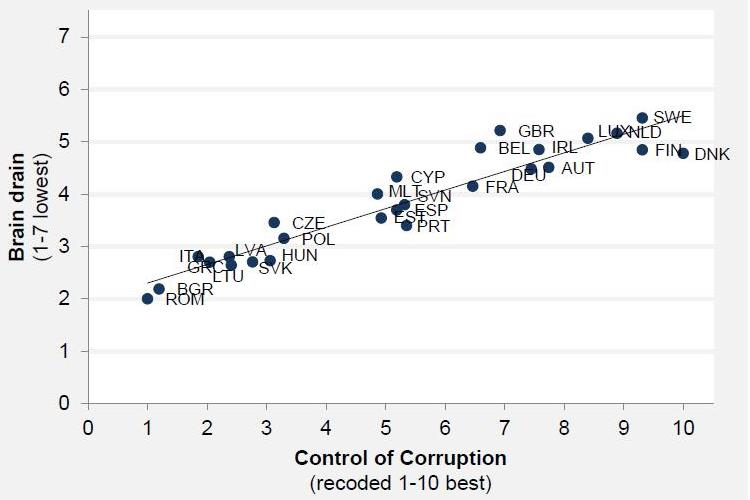 7
6
5
4
3
2
1
0
Brain drain
(1-7 lowest)
SWE
GBR
LUX
NLD
BEL
IRL
FIN
DNK
DEU
AUT
CYP
FRA
MLT
SVN
ESP
EST
PRT
CZE
POL
ITA
LVA
HUN
GRC
SVK
LTU
BGR
ROM
0 1 2 3 4 5 6 7 8 9 10
Control of Corruption
(recoded 1-10 best)